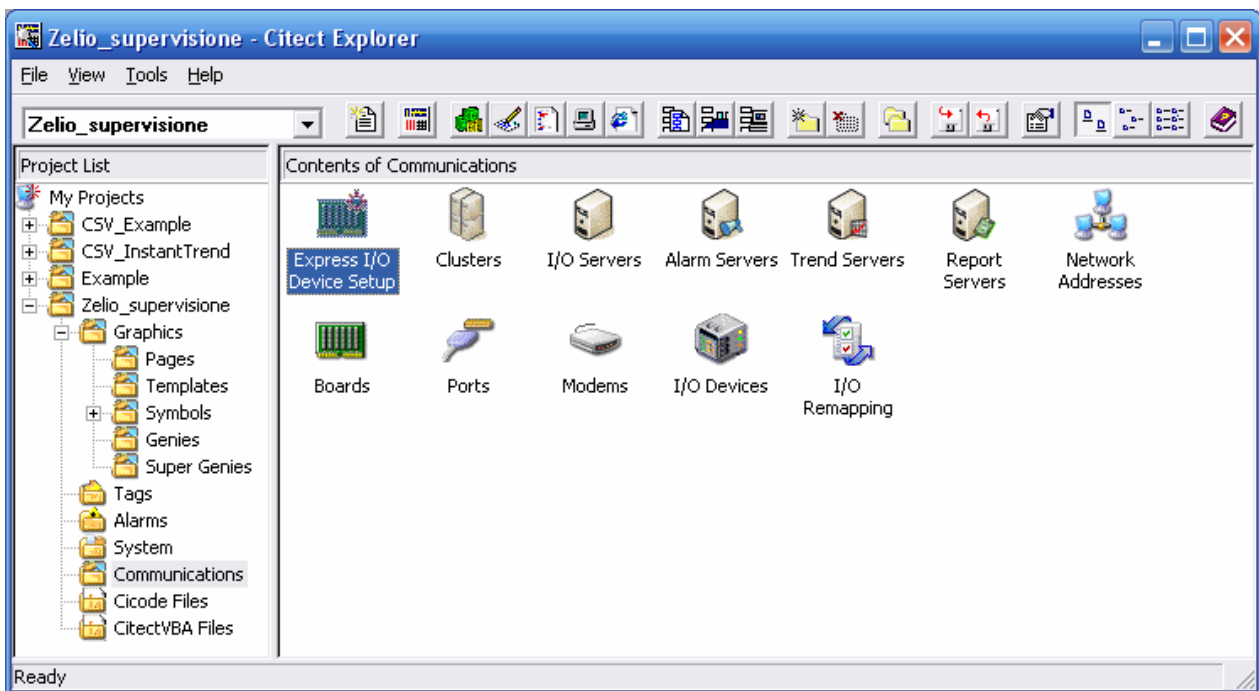 Zelio_supervisione - Citect Explorer
File View Tools Help
Zelio_supervisione
Project List
Contents of Communications
My Projects
CSV_Example
CSV_InstantTrend
Example
Zelio_supervisione
Graphics
Pages
Templates
Symbols
Genies
Super Genies
Tags
Alarms
System
Communications
Cicode Files
CitectVBA Files
Express I/O
Device Setup
Clusters
I/O Servers
Alarm Servers
Trend Servers
Report
Servers
Network
Addresses
Boards
Ports
Modems
I/O Devices
I/O
Remapping
Ready